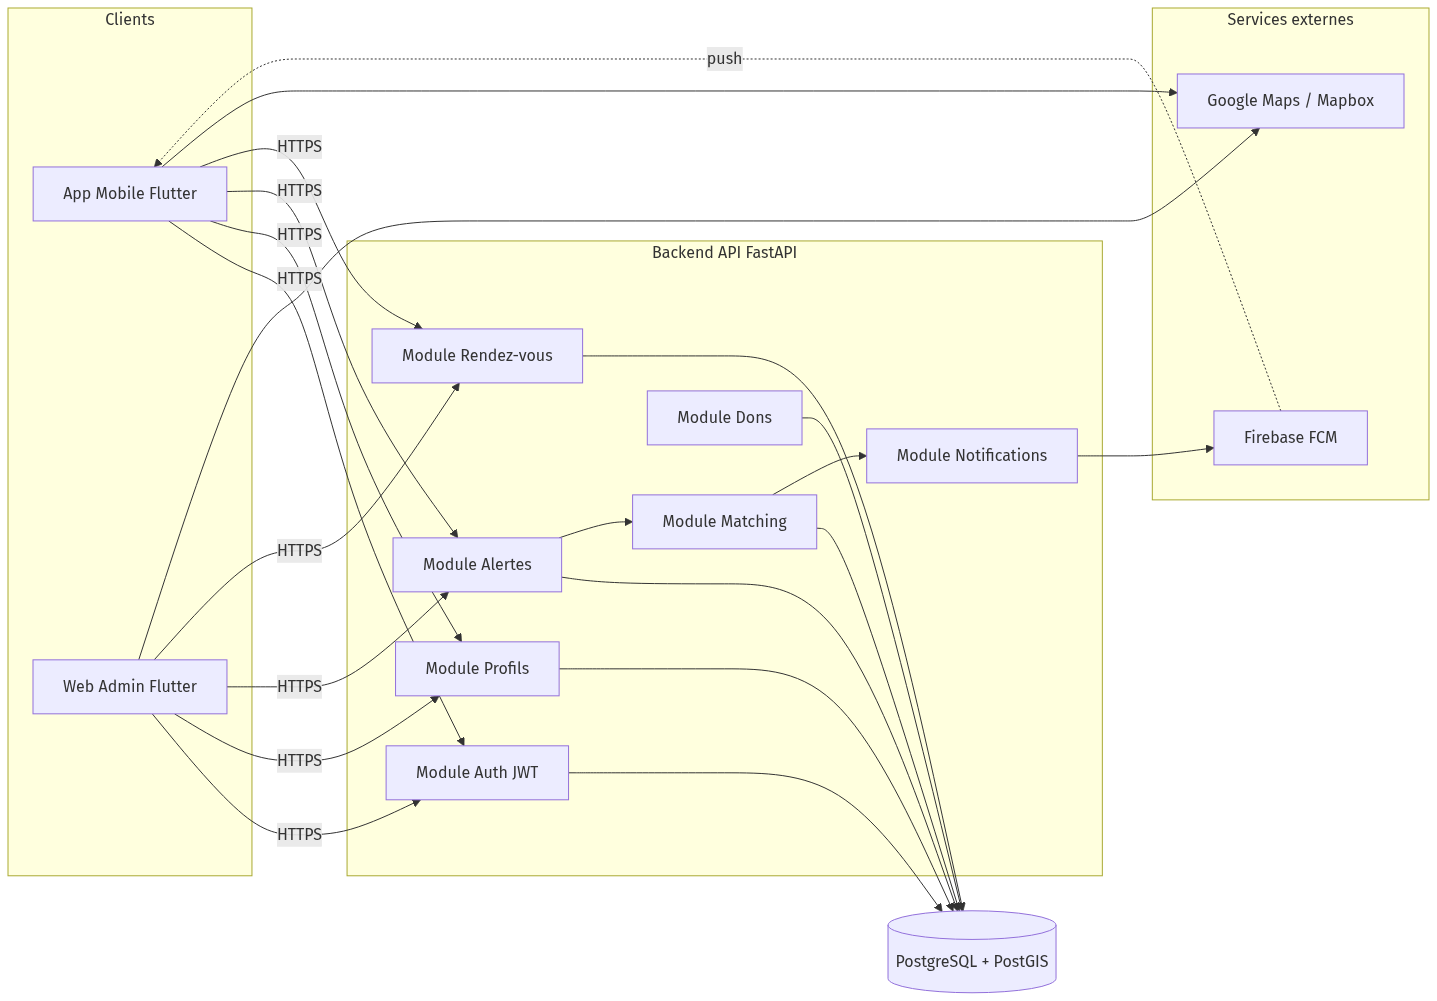 Clients
Services externes
push
Google Maps / Mapbox
HTTPS
App Mobile Flutter
HTTPS
HTTPS
Backend API FastAPI
HTTPS
Module Rendez-vous
Module Dons
Firebase FCM
Module Notifications
Module Matching
HTTPS
Module Alertes
Module Profils
Web Admin Flutter
HTTPS
HTTPS
Module Auth JWT
HTTPS
PostgreSQL + PostGIS